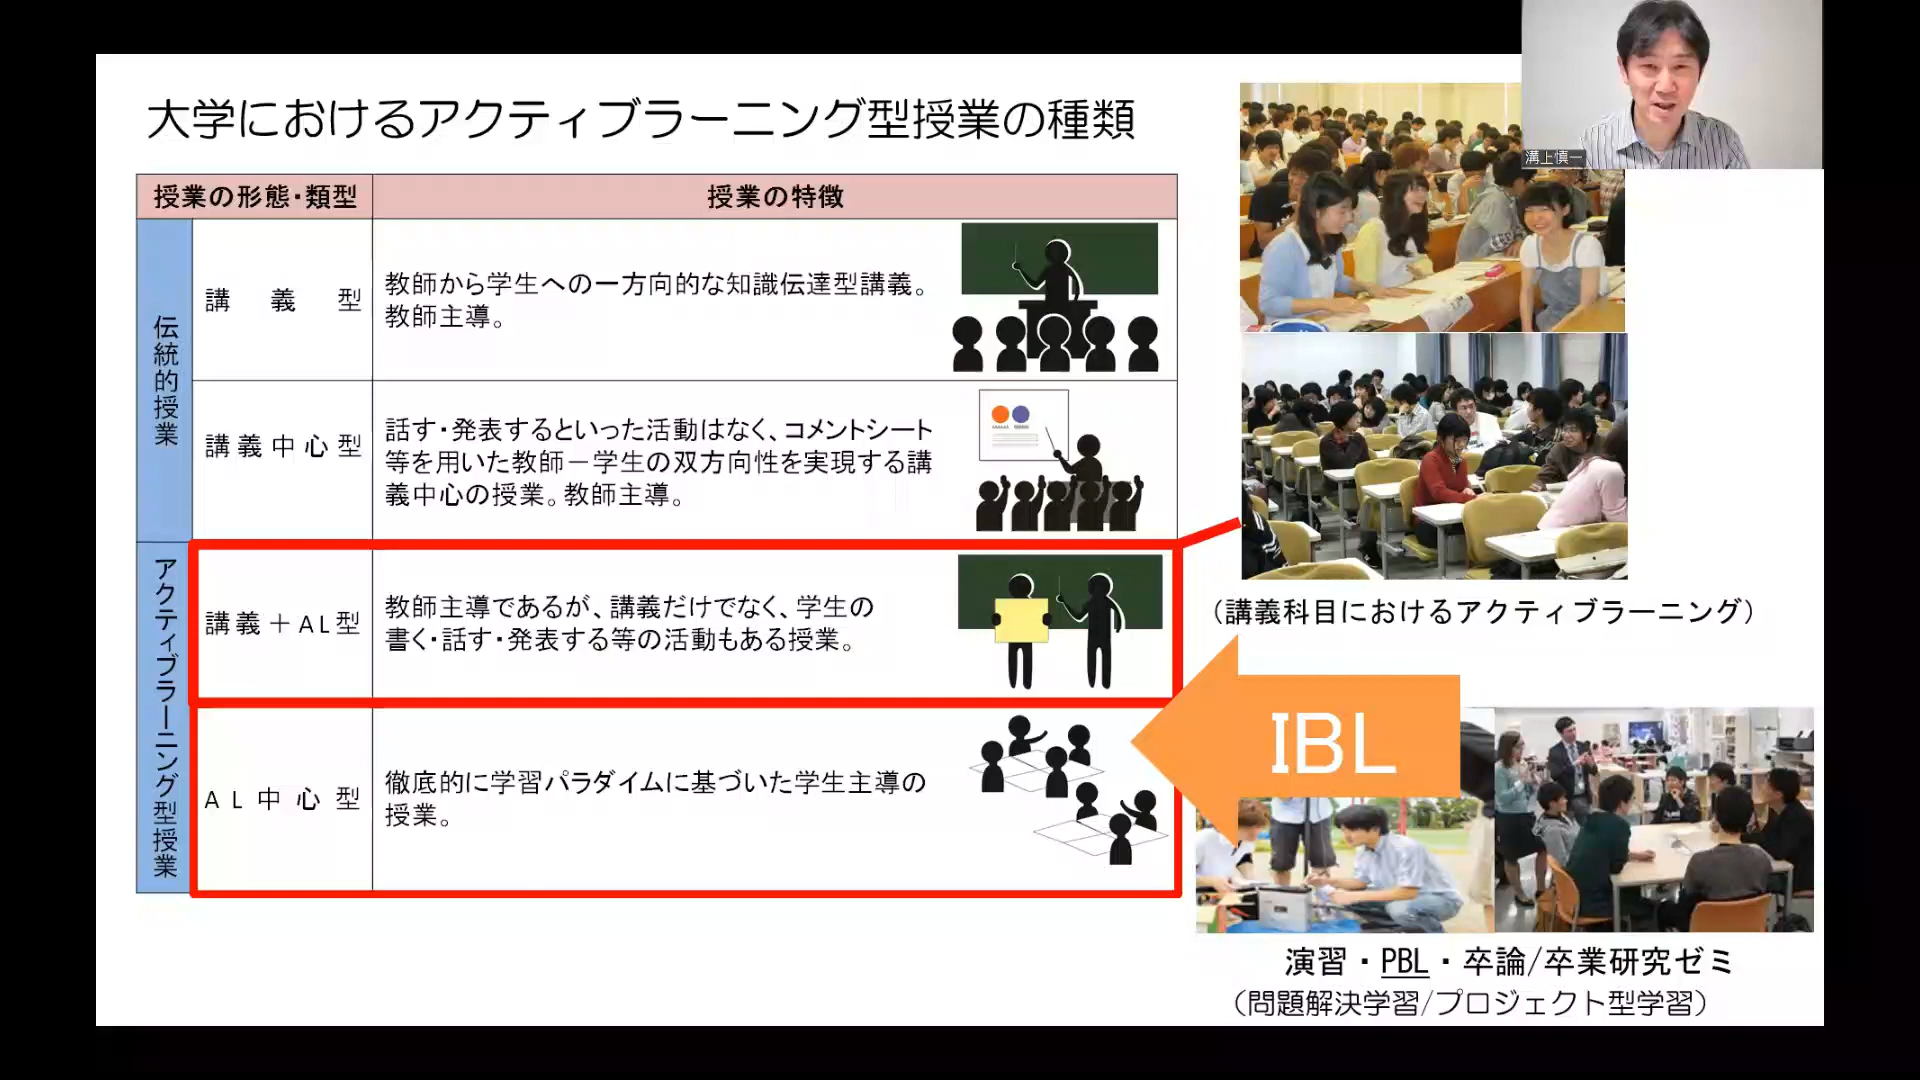 大学におけるアクティブラーニング型授業の種類
溝上慎一
授業の形態・類型
授業の特徴
伝統的授業
講義型
教師から学生への一方向的な知識伝達型講義。
教師主導。
講義中心型
話す・発表するといった活動はなく、コメントシート
等を用いた教師－学生の双方向性を実現する講
義中心の授業。教師主導。
アクティブラーニング型授業
講義＋AL型
教師主導であるが、講義だけでなく、学生の
書く・話す・発表する等の活動もある授業。
AL中心型
徹底的に学習パラダイムに基づいた学生主導の
授業。
（講義科目におけるアクティブラーニング）
IBL
演習・PBL・卒論/卒業研究ゼミ
（問題解決学習/プロジェクト型学習）